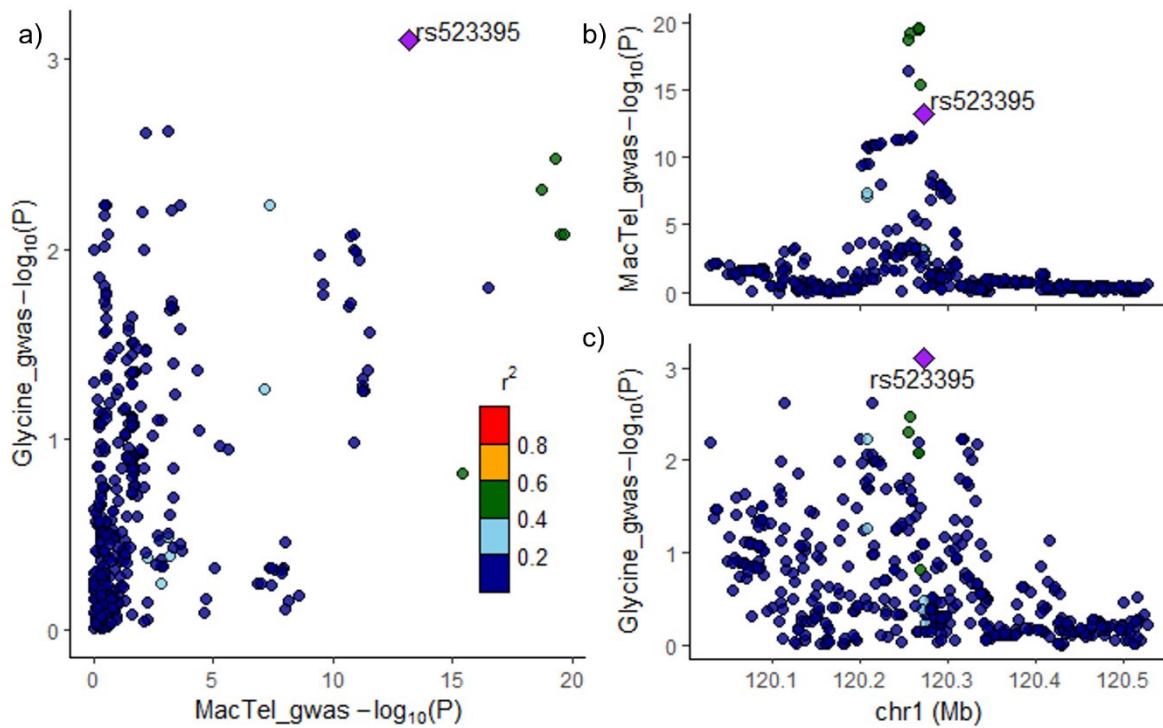 a)
rs523395
Glycine_gwas −log₁₀(P)
3
2
1
0
r²
0.8
0.6
0.4
0.2
0 5 10 15 20
MacTel_gwas −log₁₀(P)
b)
MacTel_gwas −log₁₀(P)
20
15
10
5
0
rs523395
c)
Glycine_gwas −log₁₀(P)
3
2
1
0
rs523395
120.1 120.2 120.3 120.4 120.5
chr1 (Mb)